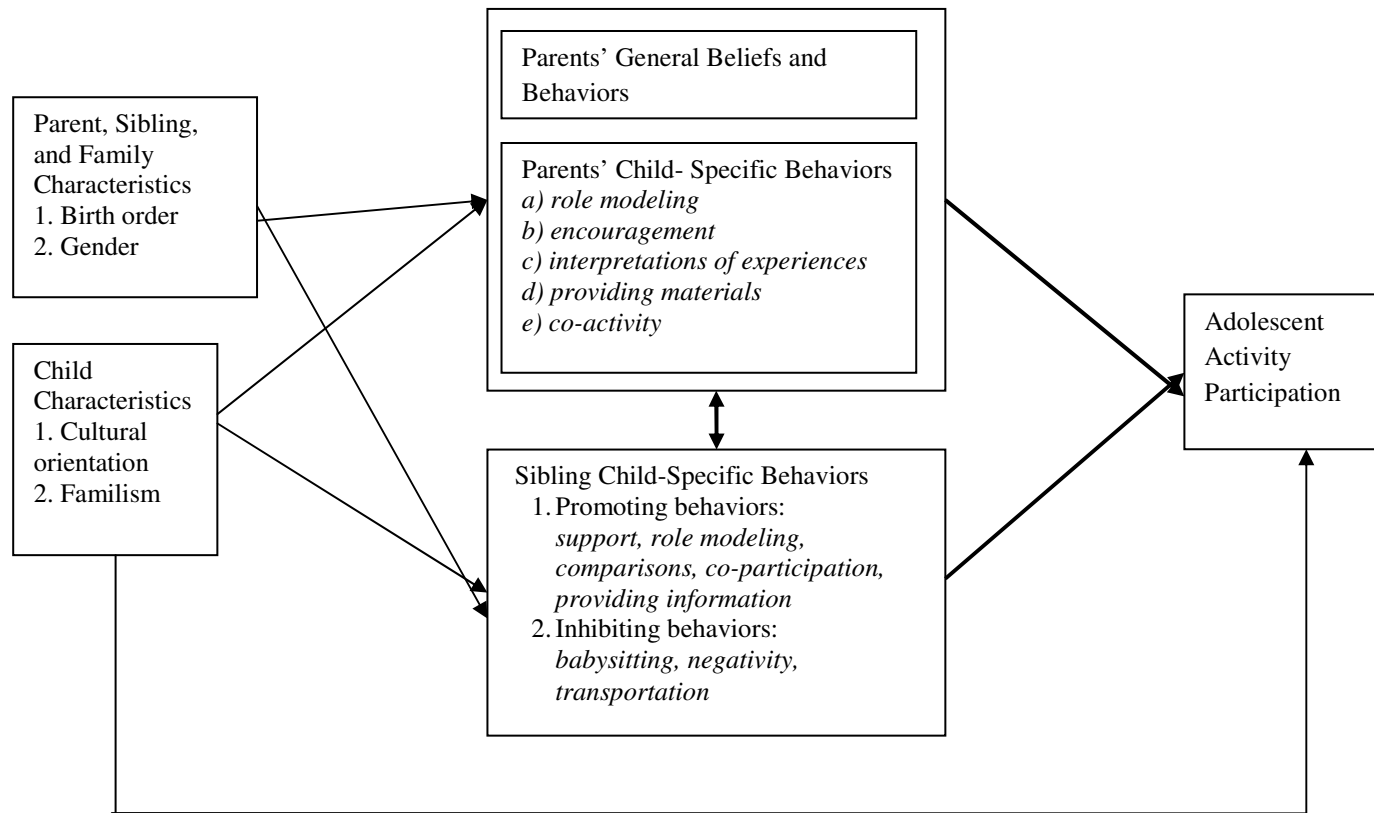 Parents’ General Beliefs and
Behaviors
Parent, Sibling,
and Family
Characteristics
1. Birth order
2. Gender
Parents’ Child- Specific Behaviors
a) role modeling
b) encouragement
c) interpretations of experiences
d) providing materials
e) co-activity
Child
Characteristics
1. Cultural
orientation
2. Familism
Adolescent
Activity
Participation
Sibling Child-Specific Behaviors
1. Promoting behaviors:
support, role modeling,
comparisons, co-participation,
providing information
2. Inhibiting behaviors:
babysitting, negativity,
transportation